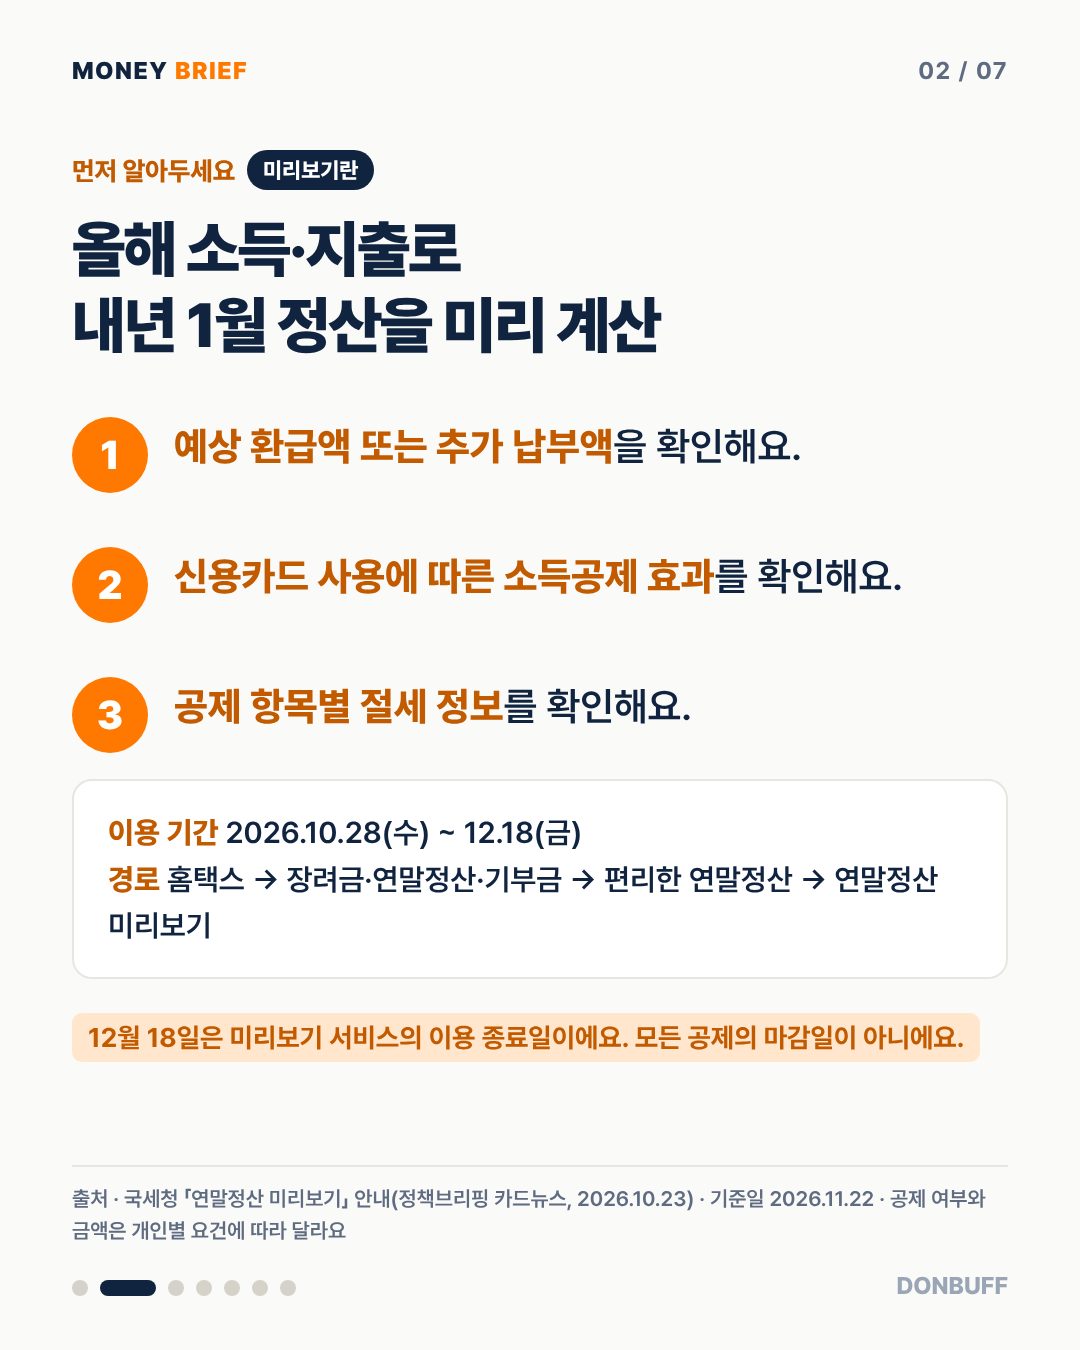 MONEY BRIEF
02 / 07
먼저 알아두세요 미리보기란
올해 소득·지출로
내년 1월 정산을 미리 계산
1 예상 환급액 또는 추가 납부액을 확인해요.
2 신용카드 사용에 따른 소득공제 효과를 확인해요.
3 공제 항목별 절세 정보를 확인해요.
이용 기간 2026.10.28(수) ~ 12.18(금)
경로 홈택스 → 장려금·연말정산·기부금 → 편리한 연말정산 → 연말정산
미리보기
12월 18일은 미리보기 서비스의 이용 종료일이에요. 모든 공제의 마감일이 아니에요.
출처 · 국세청 「연말정산 미리보기」 안내(정책브리핑 카드뉴스, 2026.10.23) · 기준일 2026.11.22 · 공제 여부와
금액은 개인별 요건에 따라 달라요
DONBUFF